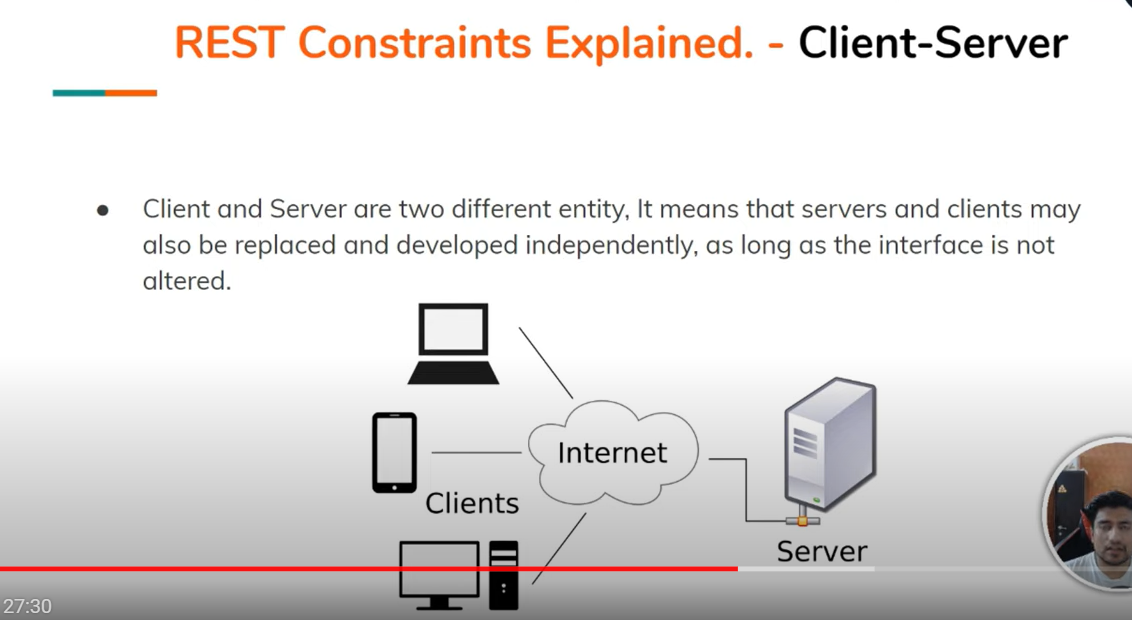 REST Constraints Explained. - Client-Server
● Client and Server are two different entity, It means that servers and clients may
also be replaced and developed independently, as long as the interface is not
altered.
Internet
Clients
Server
27:30